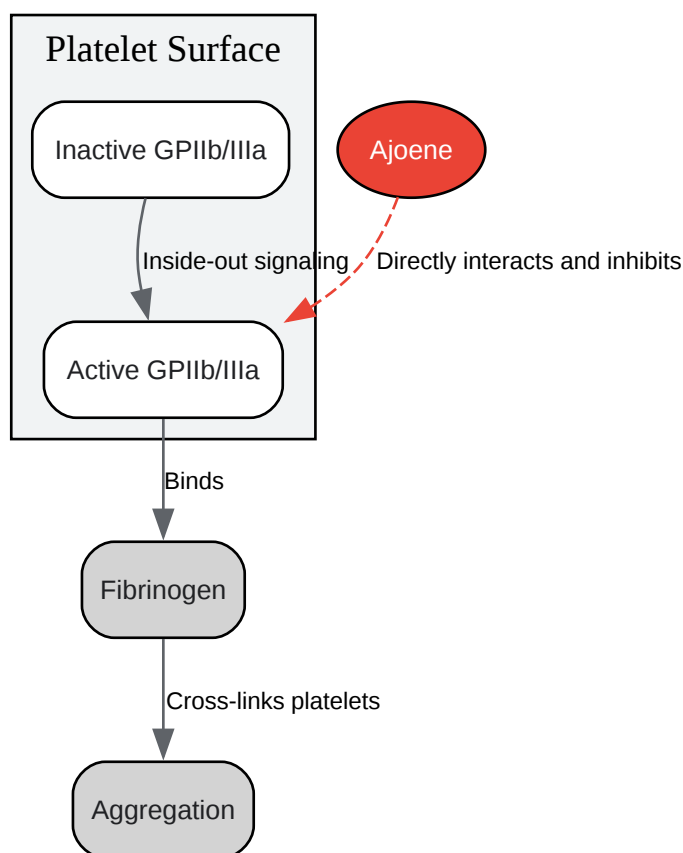 Platelet Surface
Inactive GPIIb/IIIa
Ajoene
Inside-out signaling
Directly interacts and inhibits
Active GPIIb/IIIa
Binds
Fibrinogen
Cross-links platelets
Aggregation